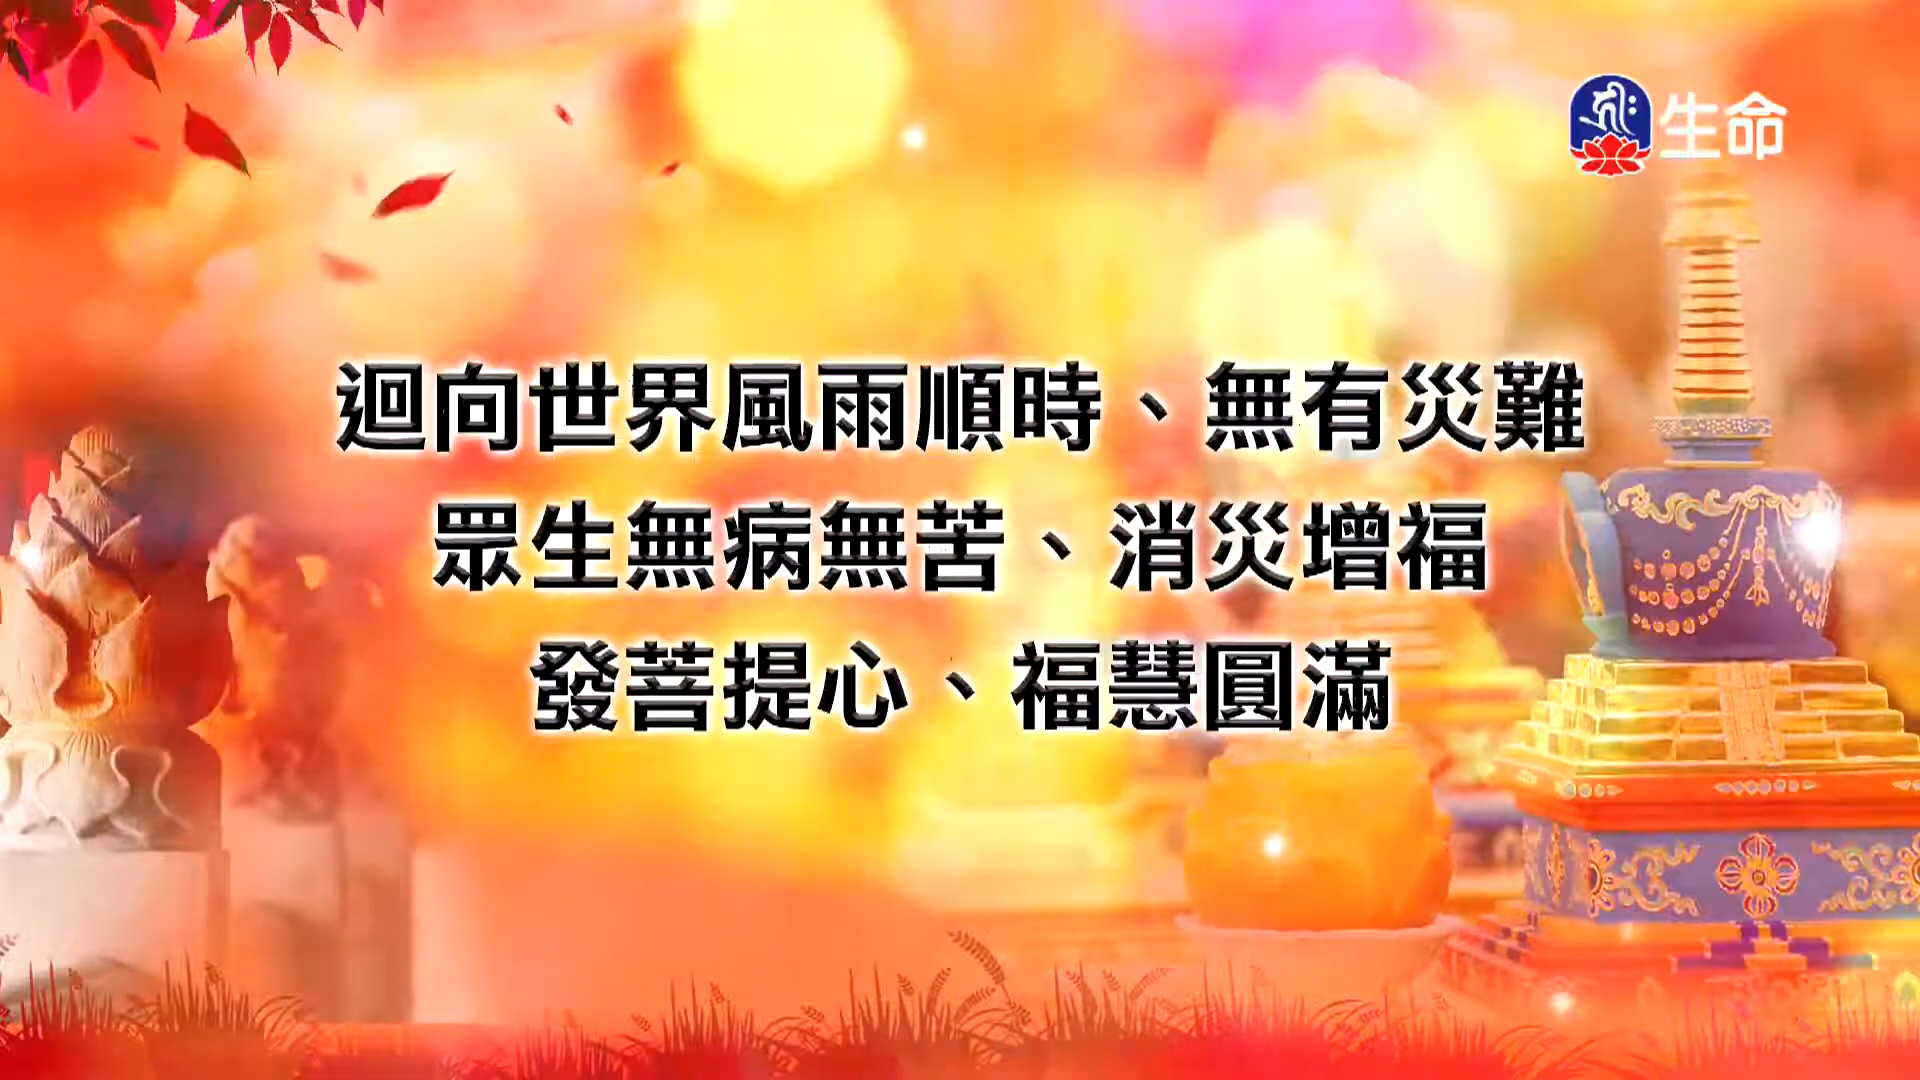 生命
迴向世界風雨順時、無有災難
眾生無病無苦、消災增福
發菩提心、福慧圓滿